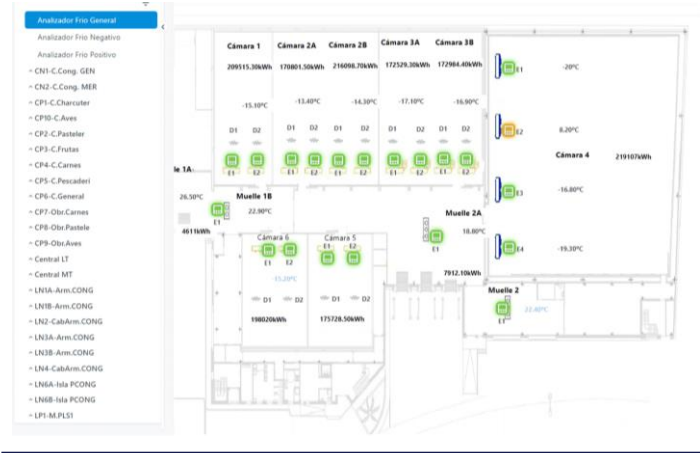 Analizador Frio General
Analizador Frio Negativo
Analizador Frio Positivo
CN1-C.Cong. GEN
CN2-C.Cong. MER
CP1-C.Charcuter
CP10-C.Aves
CP2-C.Pasteler
CP3-C.Frutas
CP4-C.Carnes
CP5-C.Pescaderi
CP6-C.General
CP7-Obr.Carnes
CP8-Obr.Pastele
CP9-Obr.Aves
Central LT
Central MT
LN1A-Arm.CONG
LN1B-Arm.CONG
LN2-CabArm.CONG
LN3A-Arm.CONG
LN3B-Arm.CONG
LN4-CabArm.CONG
LN6A-Isla PCONG
LN6B-Isla PCONG
LP1-M.PLS1
Cámara 1 Cámara 2A Cámara 2B Cámara 3A Cámara 3B
209515.30kWh 170801.50kWh 216098.70kWh 172529.30kWh 172904.40kWh
-15.10ºC -13.40ºC -14.30ºC -17.10ºC -16.90ºC
D1 D2 D1 D2 D1 D2 D1 D2 D1 D2
E1 E2 E1 E2 E1 E2 E1 E2 E1 E2
E1 -20ºC
E2 8.20ºC
Cámara 4 219107kWh
E3 -16.80ºC
E4 -19.30ºC
le 1A
26.50ºC
4611kWh
Muelle 1B
22.90ºC
E1
Muelle 2A
10.80ºC
E1
7912.10kWh
Cámara 6 Cámara 5
E1 E2
E1 E2
-15.20ºC
D1 D2 D1 D2
198020kWh 175728.50kWh
Muelle 2
E1